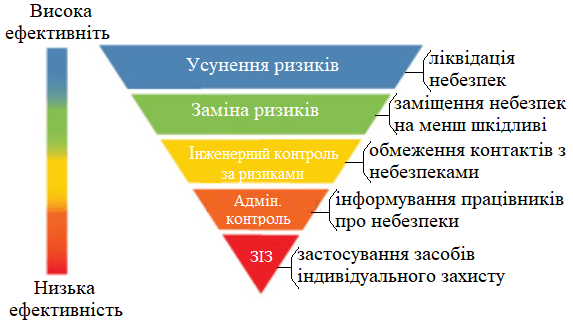 Висока
ефективніть
Усунення ризиків
ліквідація
небезпек
Заміна ризиків
заміщення небезпек
на менш шкідливі
Інженерний контроль
за ризиками
обмеження контактів з
небезпеками
Адмін.
контроль
інформування працівників
про небезпеки
ЗІЗ
застосування засобів
індивідуального захисту
Низька
ефективність